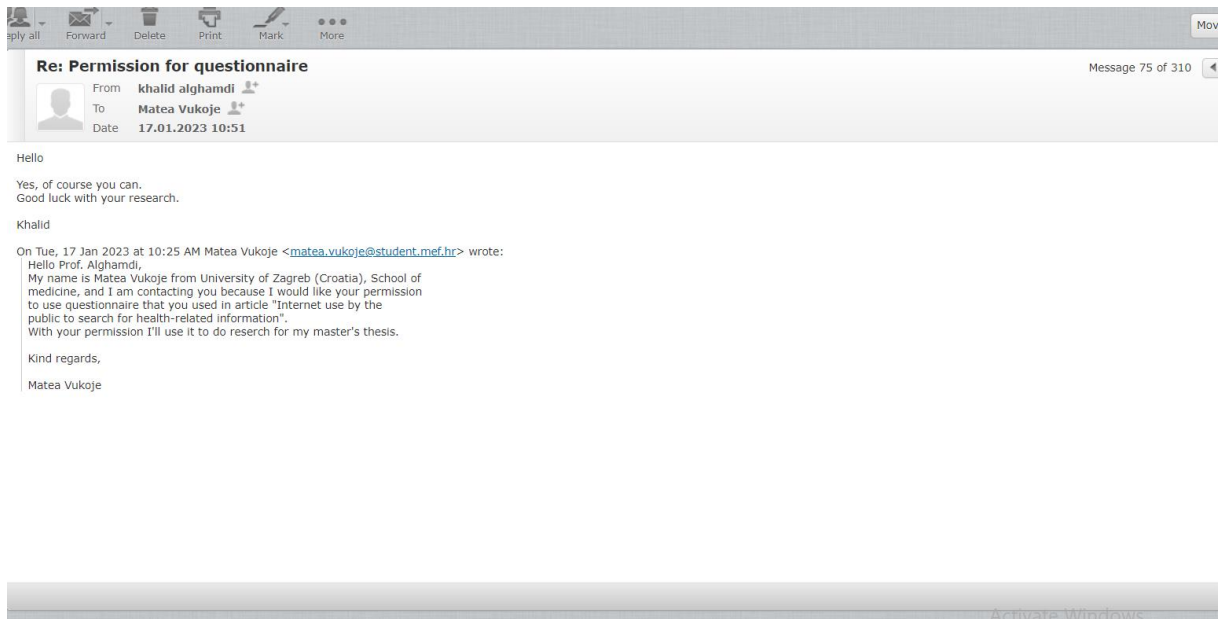 eply all Forward Delete Print Mark More Mov
Re: Permission for questionnaire Message 75 of 310
From khalid alghamdi
To Matea Vukoje
Date 17.01.2023 10:51
Hello
Yes, of course you can.
Good luck with your research.
Khalid
On Tue, 17 Jan 2023 at 10:25 AM Matea Vukoje <matea.vukoje@student.mef.hr> wrote:
Hello Prof. Alghamdi,
My name is Matea Vukoje from University of Zagreb (Croatia), School of
medicine, and I am contacting you because I would like your permission
to use questionnaire that you used in article "Internet use by the
public to search for health-related information".
With your permission I'll use it to do reserch for my master's thesis.
Kind regards,
Matea Vukoje
Activate Windows